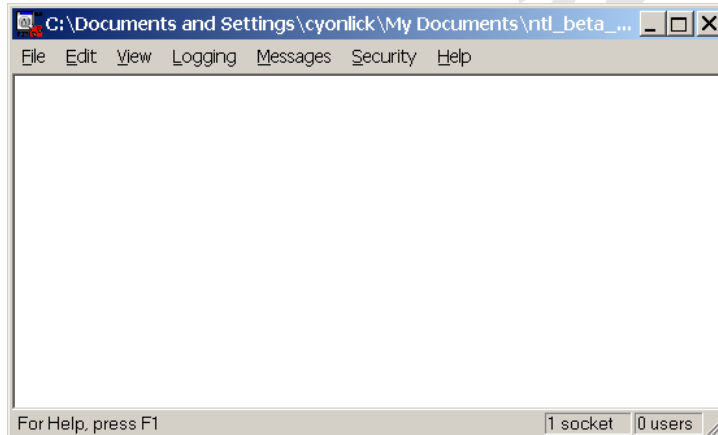 C:\Documents and Settings\cyonlick\My Documents\ntl_beta_...
File Edit View Logging Messages Security Help
For Help, press F1 1 socket 0 users